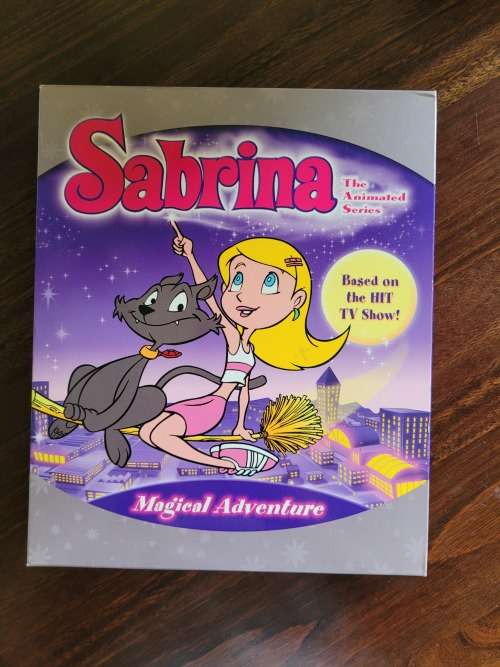 Sabrina
The
Animated
Series
Based on
the HIT
TV Show!
Magical Adventure